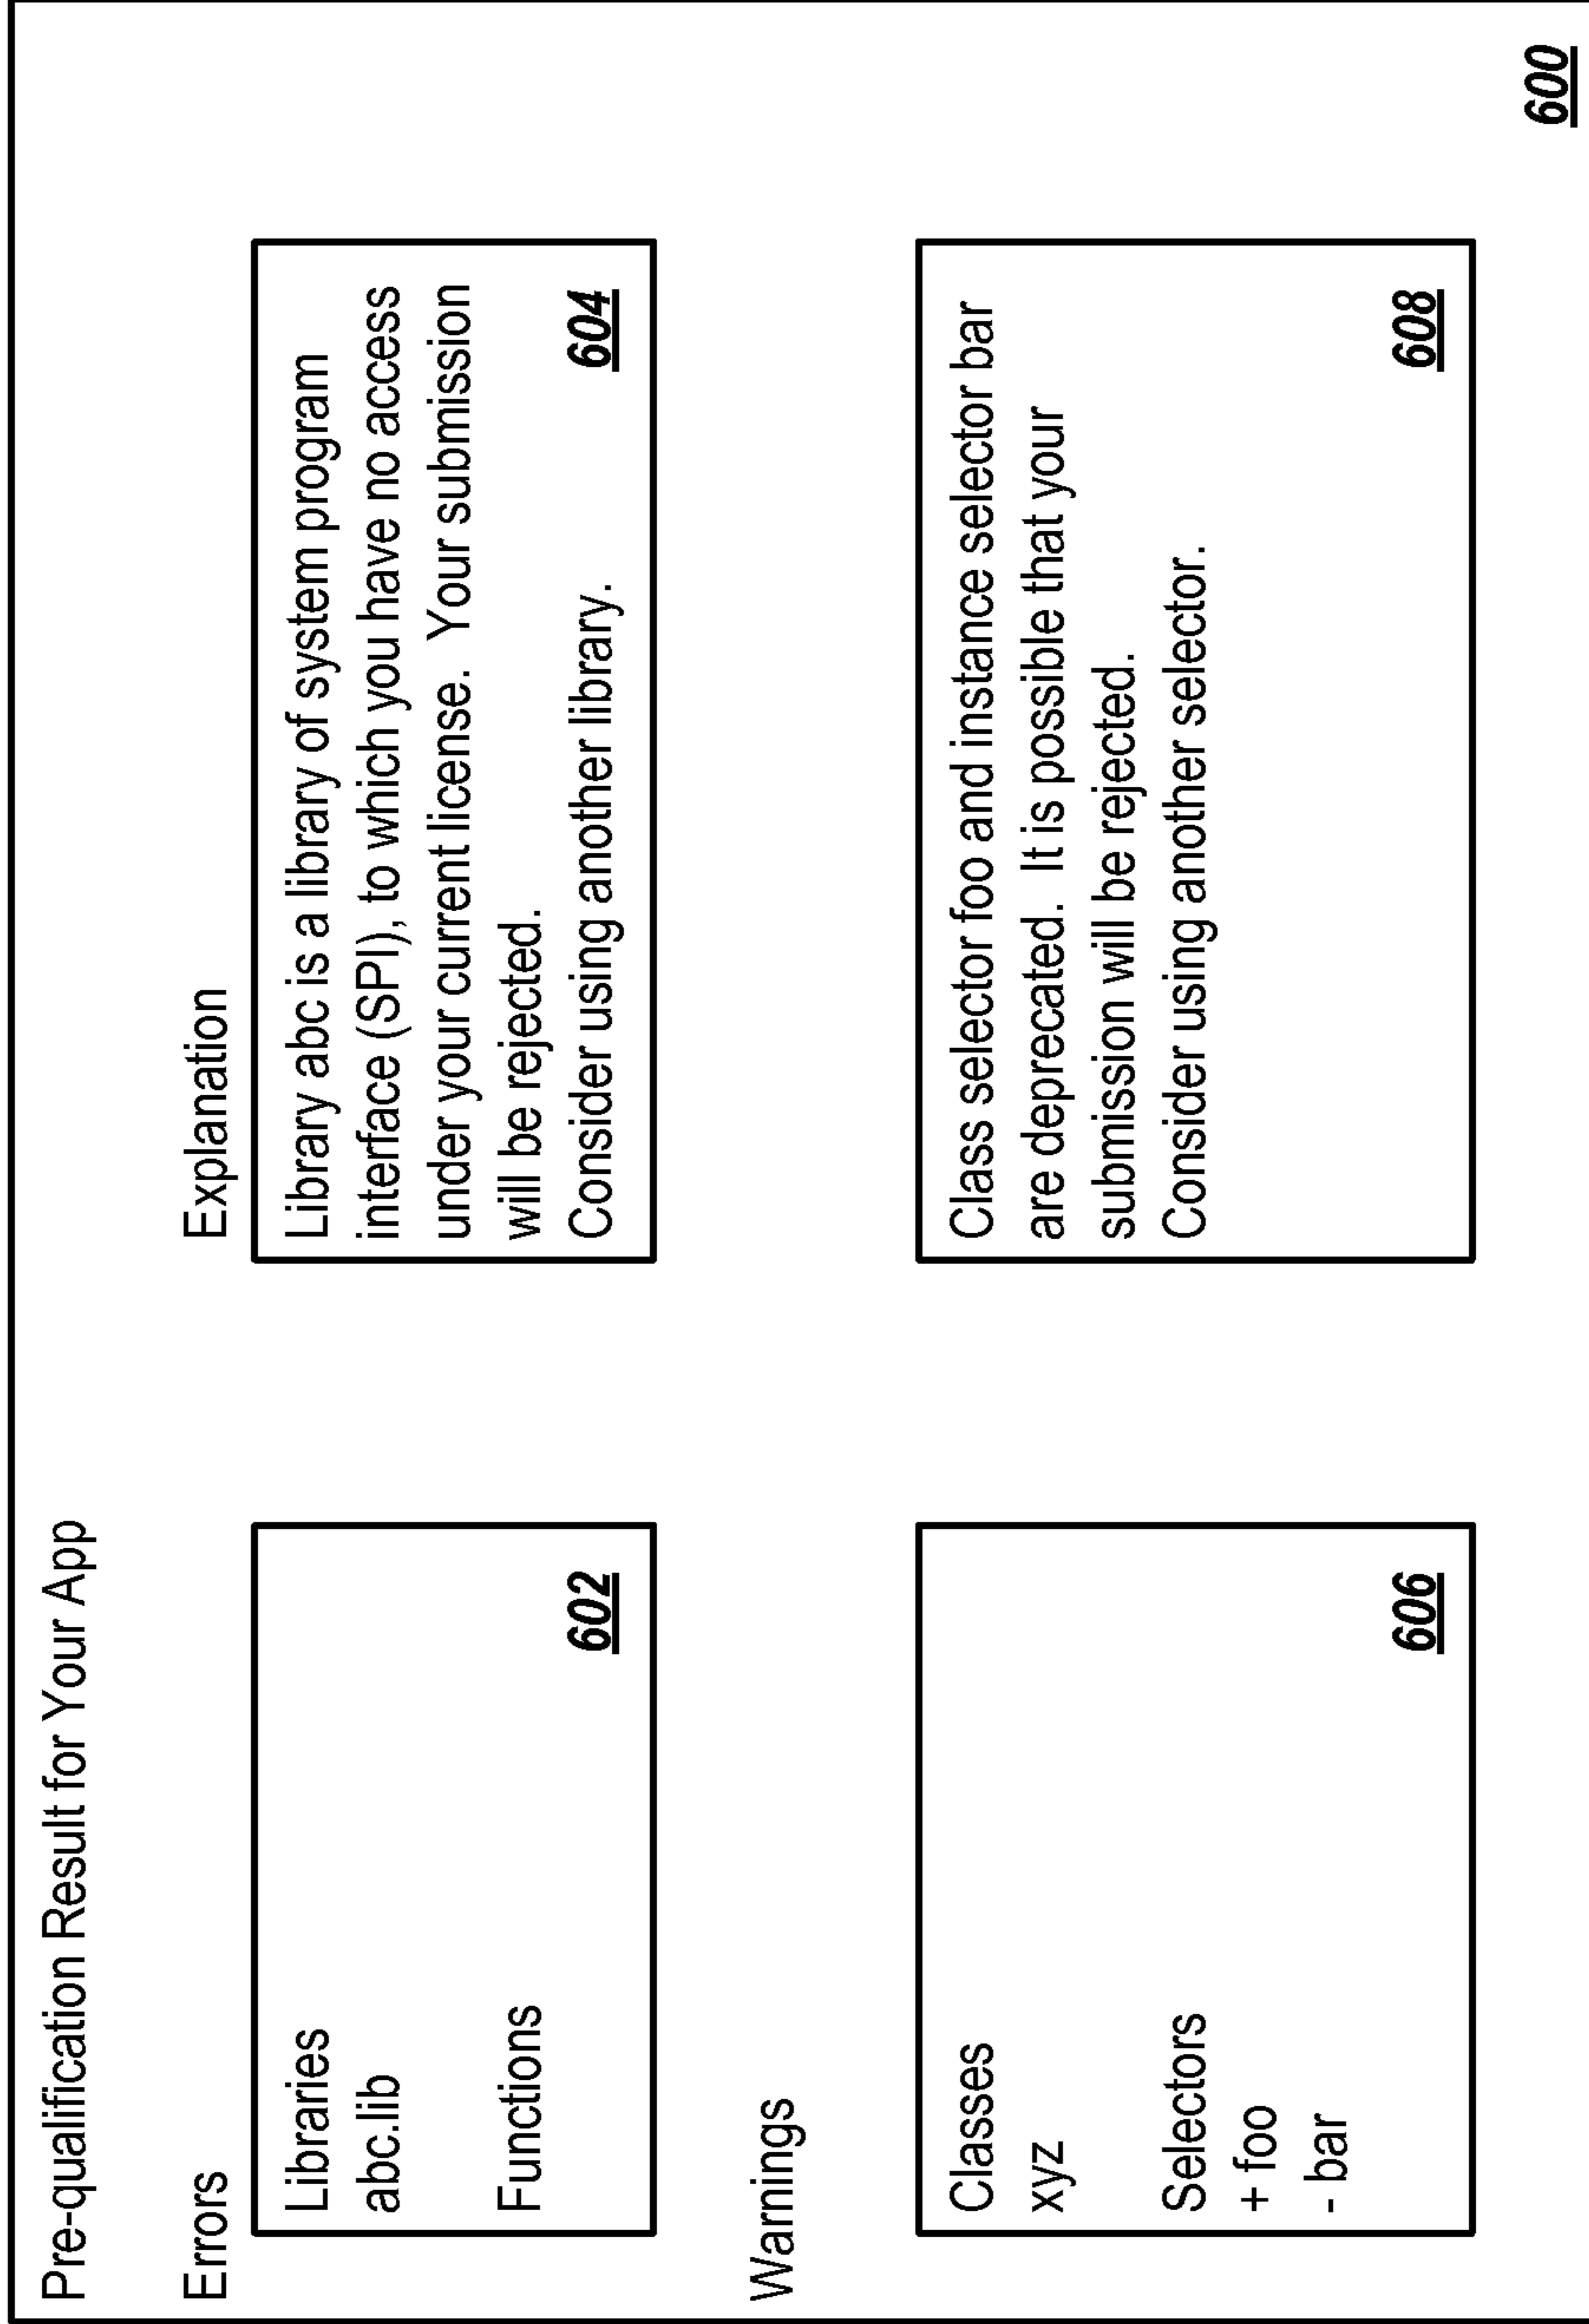 Pre-qualification Result for Your App
Errors
Libraries
abc.lib
Functions
602
Explanation
Library abc is a library of system program
interface (SPI), to which you have no access
under your current license.  Your submission
will be rejected.
Consider using another library.
604
Warnings
Classes
xyz
Selectors
+ foo
- bar
606
Class selector foo and instance selector bar
are deprecated.  It is possible that your
submission will be rejected.
Consider using another selector.
608
600